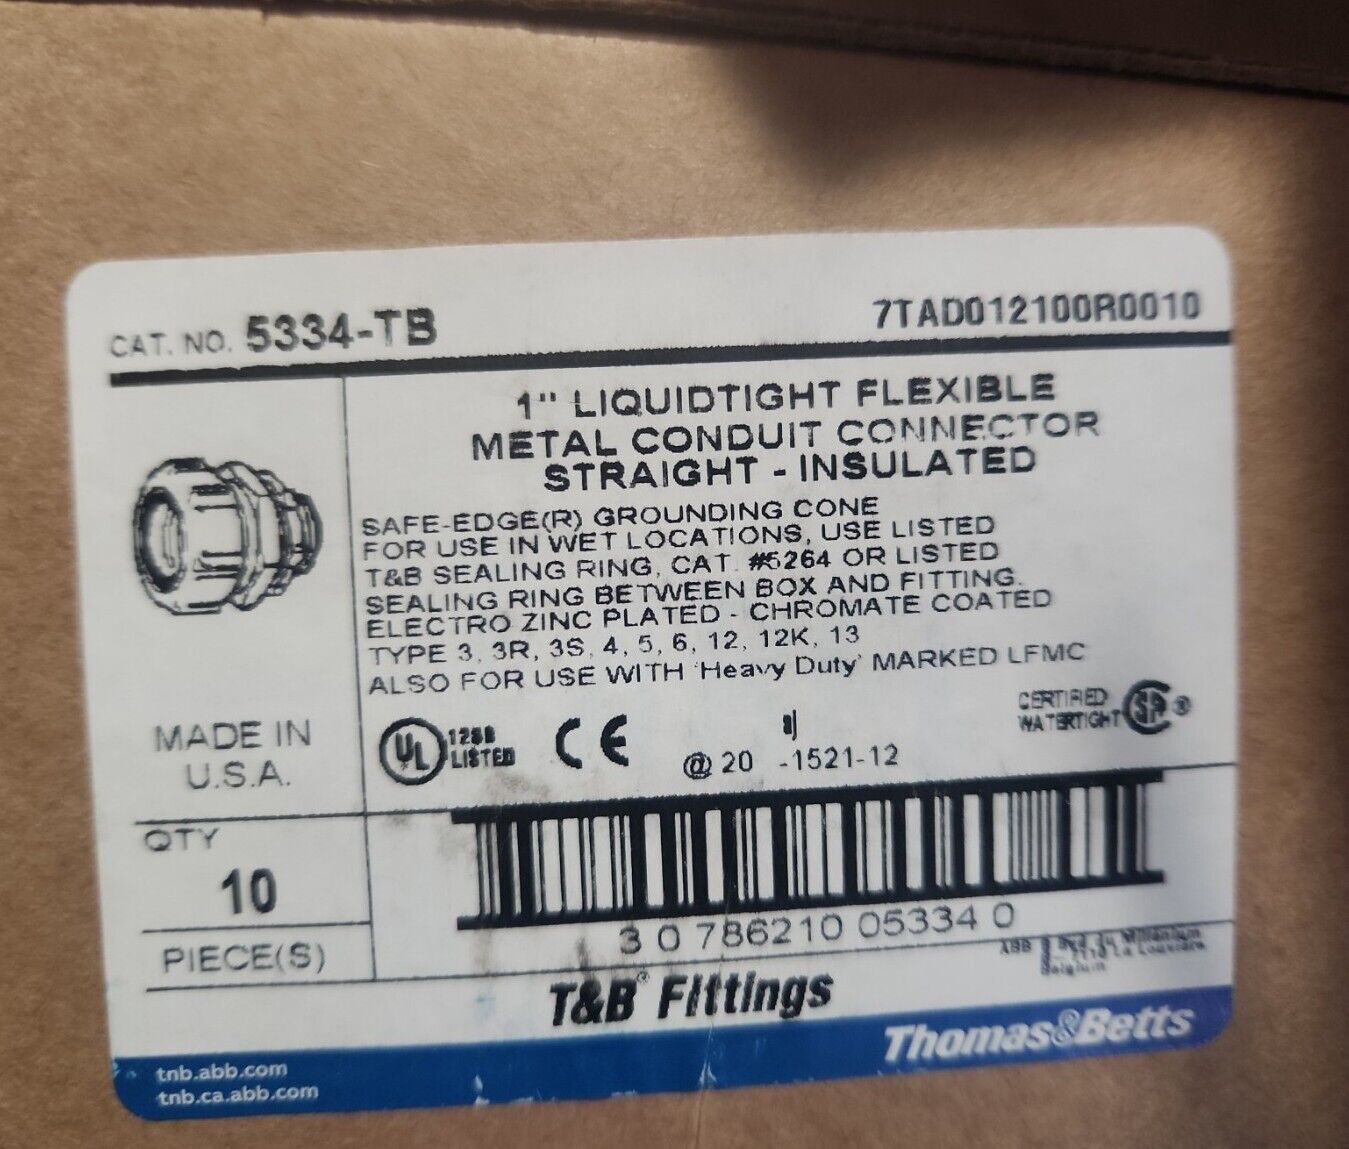 CAT. NO. 5334-TB
7TAD012100R0010
1" LIQUIDTIGHT FLEXIBLE
METAL CONDUIT CONNECTOR
STRAIGHT - INSULATED
SAFE-EDGE(R) GROUNDING CONE
FOR USE IN WET LOCATIONS, USE LISTED
T&B SEALING RING, CAT. #5264 OR LISTED
SEALING RING BETWEEN BOX AND FITTING.
ELECTRO ZINC PLATED - CHROMATE COATED
TYPE 3, 3R, 3S, 4, 5, 6, 12, 12K, 13
ALSO FOR USE WITH 'Heavy Duty' MARKED LFMC
MADE IN
U.S.A.
UL
LISTED
CE
@ 20 -1521-12
CERTIFIED
WATERTIGHT
SP ®
QTY
10
PIECE(S)
3 0 786210 05334 0
ABB
Belgium
T&B® Fittings
Thomas&Betts
tnb.abb.com
tnb.ca.abb.com